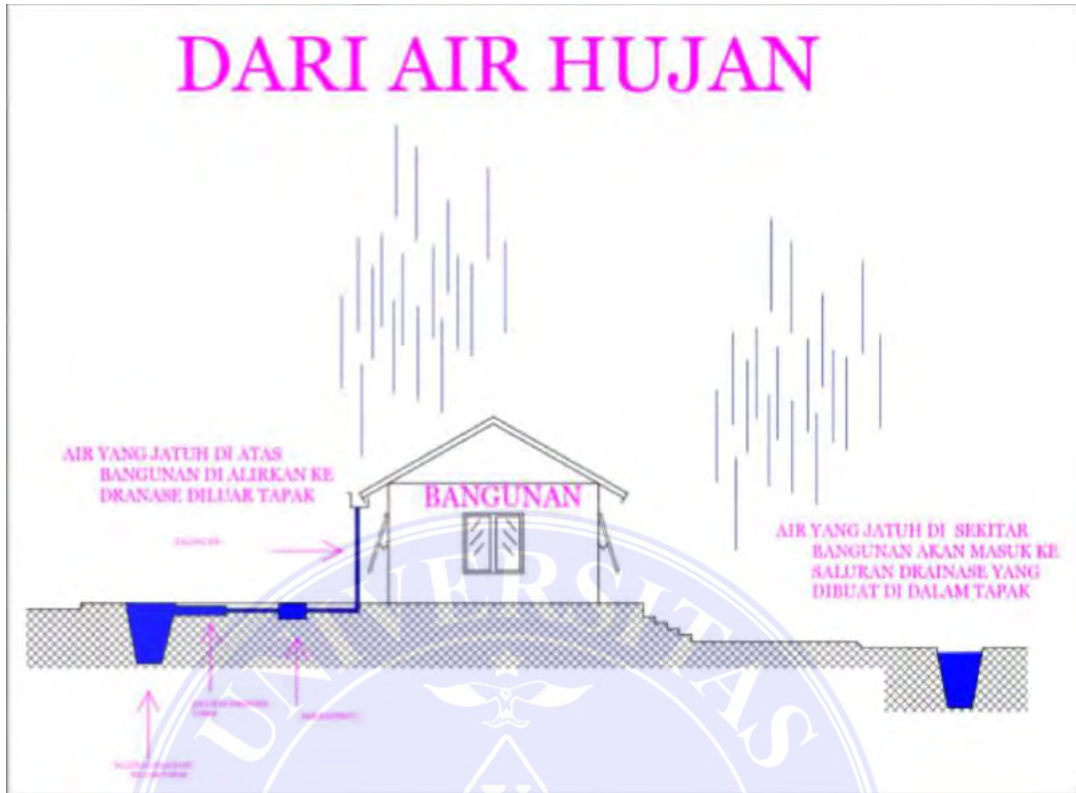 DARI AIR HUJAN
AIR YANG JATUH DI ATAS
BANGUNAN DI ALIRKAN KE
DRANASE DILUAR TAPAK
BANGUNAN
AIR YANG JATUH DI SEKITAR
BANGUNAN AKAN MASUK KE
SALURAN DRAINASE YANG
DIBUAT DI DALAM TAPAK
UNIVERSITAS